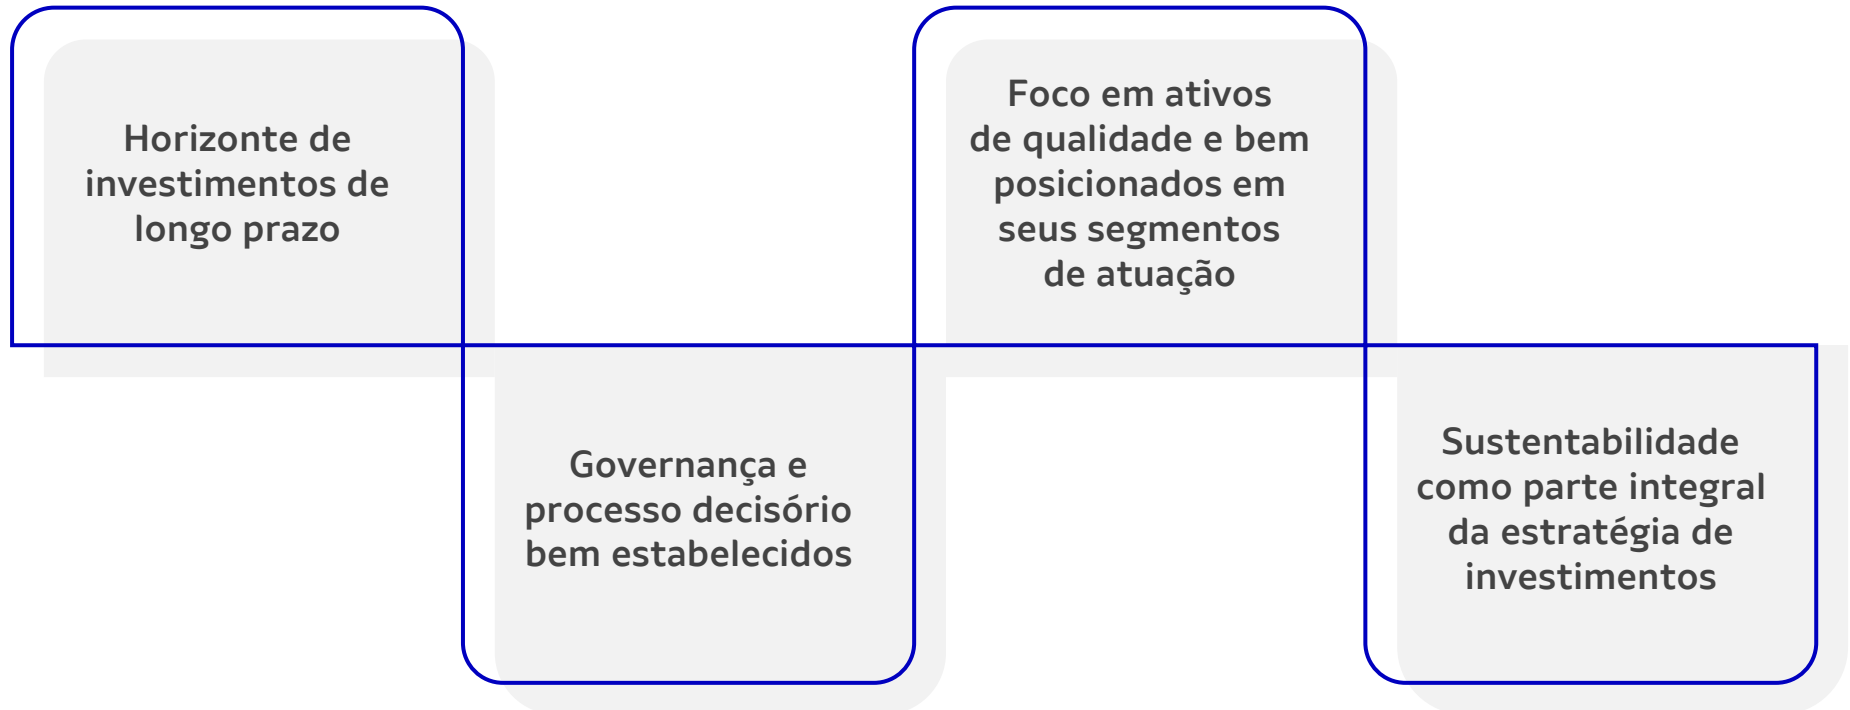 Horizonte de
investimentos de
longo prazo
Governança e
processo decisório
bem estabelecidos
Foco em ativos
de qualidade e bem
posicionados em
seus segmentos
de atuação
Sustentabilidade
como parte integral
da estratégia de
investimentos